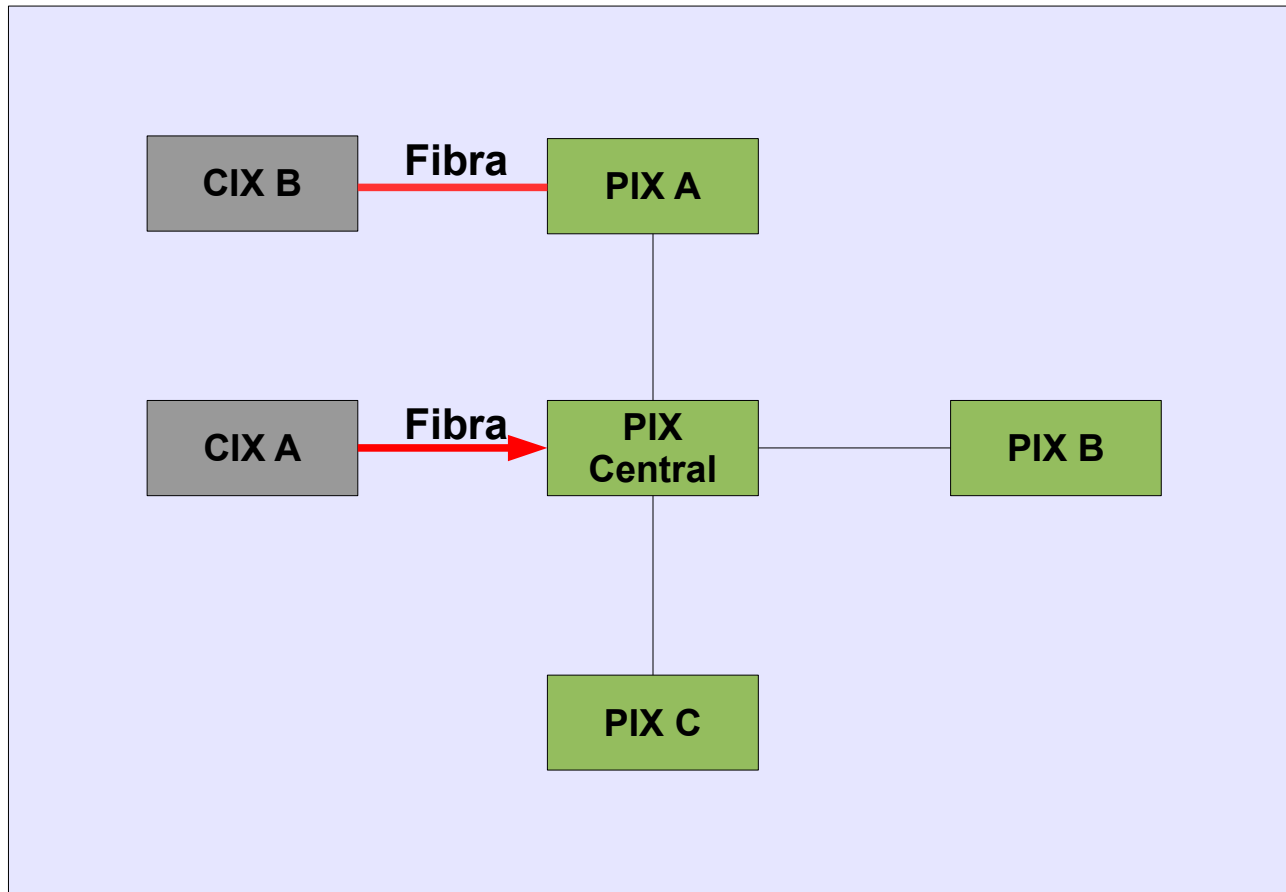 CIX B
Fibra
PIX A
CIX A
Fibra
PIX
Central
PIX B
PIX C